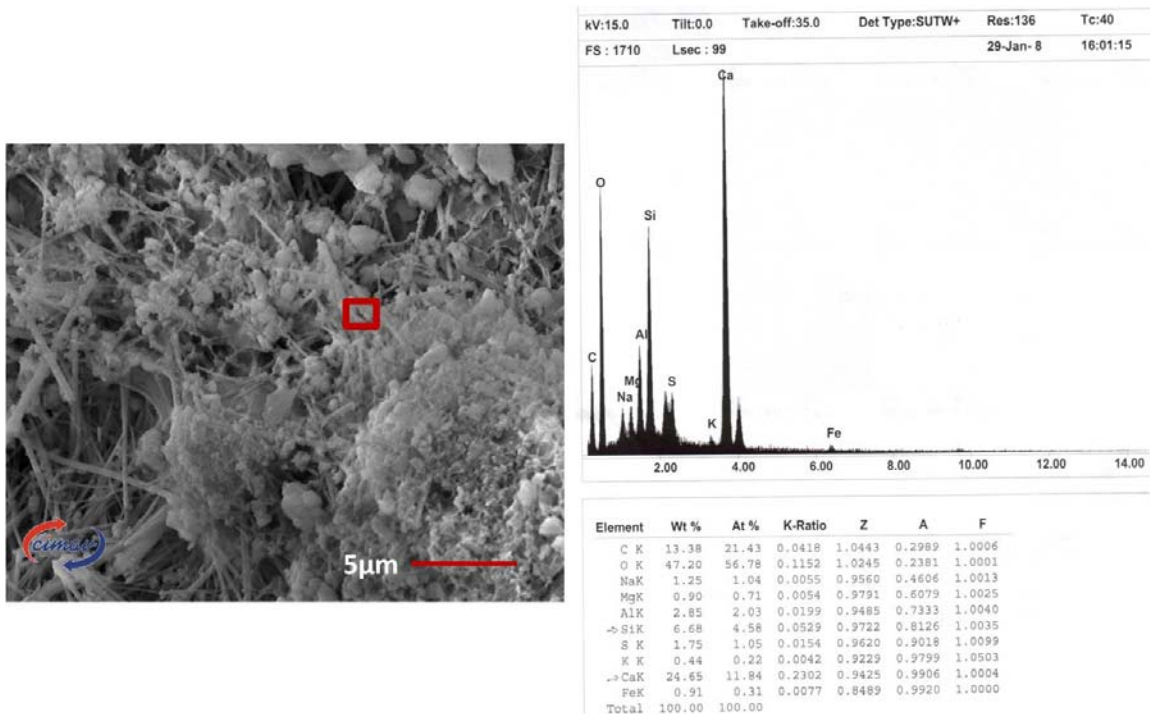 kV:15.0 Tilt:0.0 Take-off:35.0 Det Type:SUTW+ Res:136 Tc:40
FS : 1710 Lsec : 99 29-Jan- 8 16:01:15
Ca
O
Si
Al
C
Mg
S
Na
K
Fe
2.00 4.00 6.00 8.00 10.00 12.00 14.00
cimex
5µm
Element Wt % At % K-Ratio Z A F
C K 13.38 21.43 0.0418 1.0443 0.2989 1.0006
O K 47.20 56.78 0.1152 1.0245 0.2381 1.0001
NaK 1.25 1.04 0.0055 0.9560 0.4606 1.0013
MgK 0.90 0.71 0.0054 0.9791 0.6079 1.0025
AlK 2.85 2.03 0.0199 0.9485 0.7333 1.0040
->SiK 6.68 4.58 0.0529 0.9722 0.8126 1.0035
S K 1.75 1.05 0.0154 0.9620 0.9018 1.0099
K K 0.44 0.22 0.0042 0.9229 0.9799 1.0503
->CaK 24.65 11.84 0.2302 0.9425 0.9906 1.0004
FeK 0.91 0.31 0.0077 0.8489 0.9920 1.0000
Total 100.00 100.00